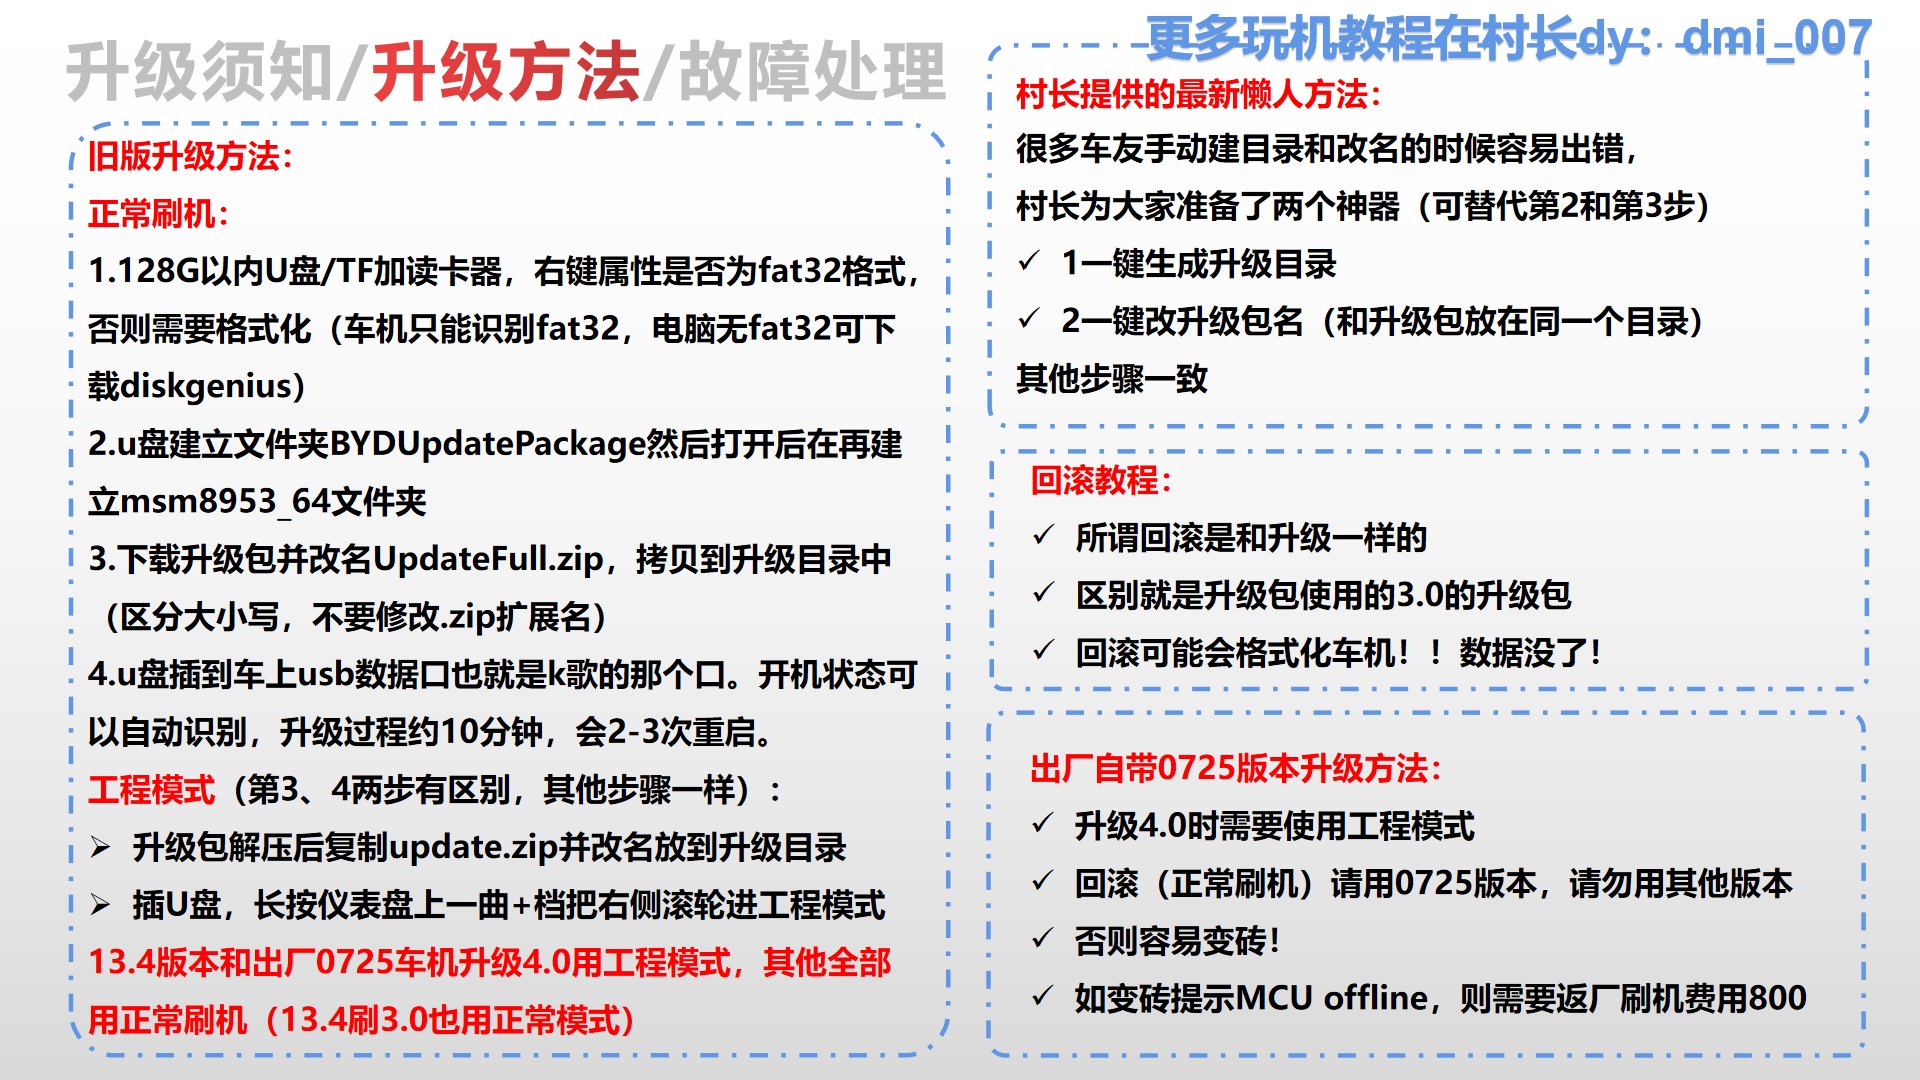 升级须知/升级方法/故障处理
更多玩机教程在村长dy：dmi_007
旧版升级方法：
正常刷机：
1.128G以内U盘/TF加读卡器，右键属性是否为fat32格式，
否则需要格式化（车机只能识别fat32，电脑无fat32可下
载diskgenius）
2.u盘建立文件夹BYDUpdatePackage然后打开后在再建
立msm8953_64文件夹
3.下载升级包并改名UpdateFull.zip，拷贝到升级目录中
（区分大小写，不要修改.zip扩展名）
4.u盘插到车上usb数据口也就是k歌的那个口。开机状态可
以自动识别，升级过程约10分钟，会2-3次重启。
工程模式（第3、4两步有区别，其他步骤一样）：
➢ 升级包解压后复制update.zip并改名放到升级目录
➢ 插U盘，长按仪表盘上一曲+档把右侧滚轮进工程模式
13.4版本和出厂0725车机升级4.0用工程模式，其他全部
用正常刷机（13.4刷3.0也用正常模式）
村长提供的最新懒人方法：
很多车友手动建目录和改名的时候容易出错，
村长为大家准备了两个神器（可替代第2和第3步）
✓ 1一键生成升级目录
✓ 2一键改升级包名（和升级包放在同一个目录）
其他步骤一致
回滚教程：
✓ 所谓回滚是和升级一样的
✓ 区别就是升级包使用的3.0的升级包
✓ 回滚可能会格式化车机！！数据没了！
出厂自带0725版本升级方法：
✓ 升级4.0时需要使用工程模式
✓ 回滚（正常刷机）请用0725版本，请勿用其他版本
✓ 否则容易变砖！
✓ 如变砖提示MCU offline，则需要返厂刷机费用800